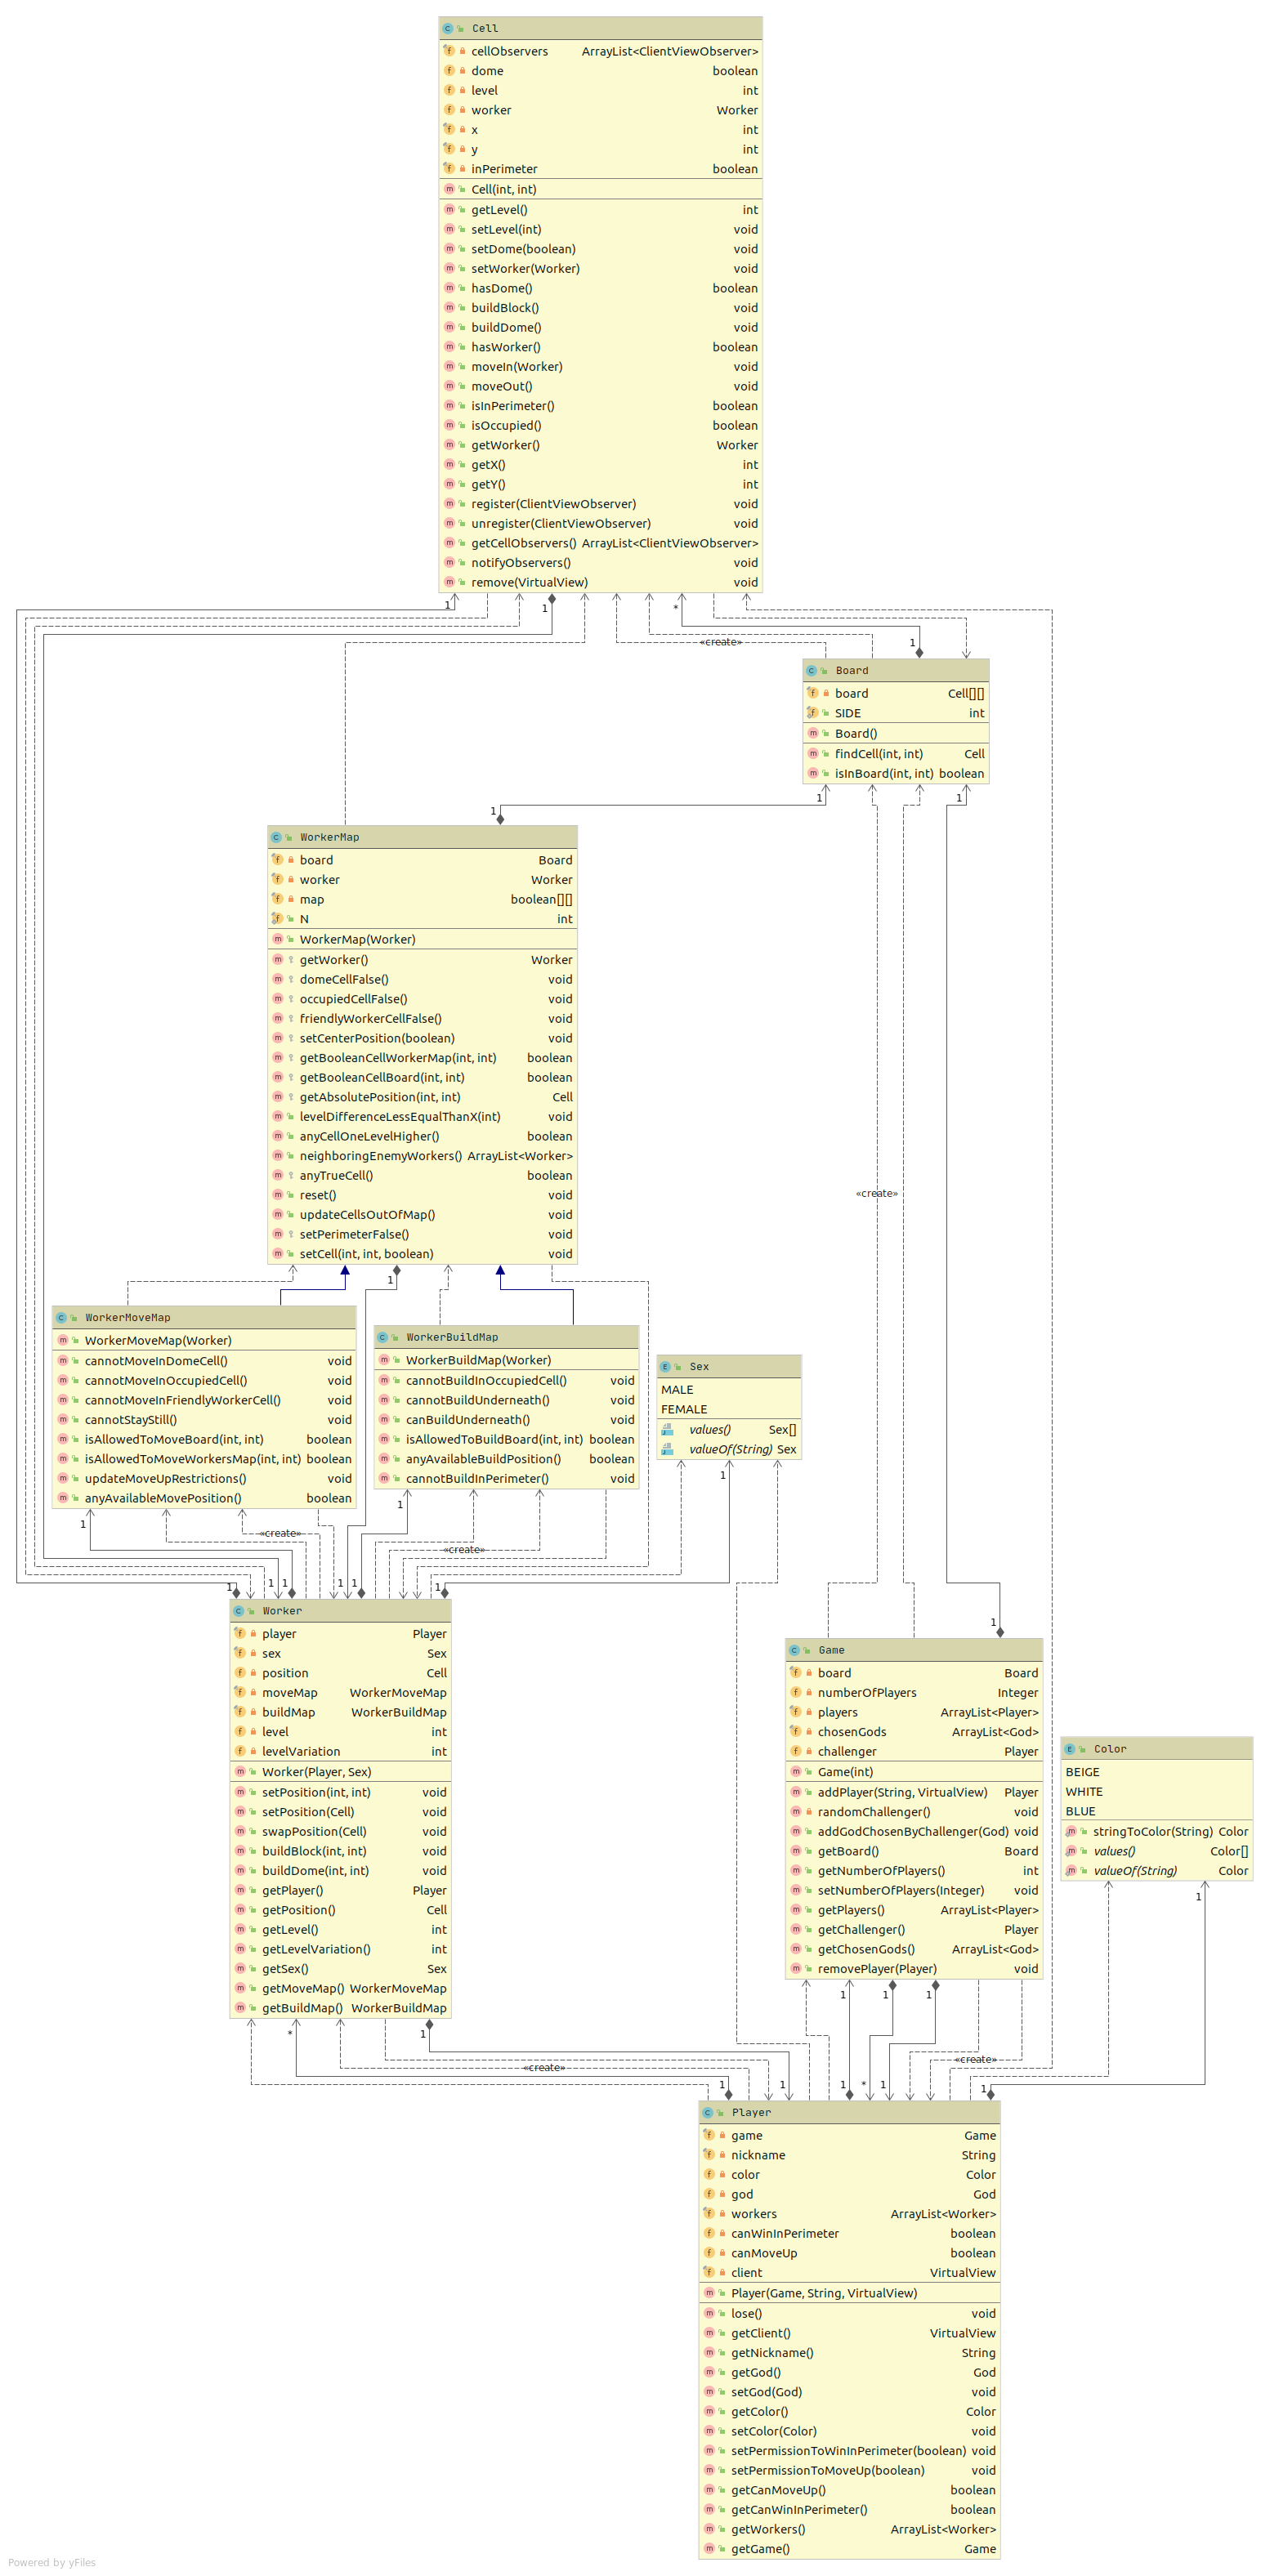 Cell
cellObservers ArrayList<ClientViewObserver>
dome boolean
level int
worker Worker
x int
y int
inPerimeter boolean
Cell(int, int)
getLevel() int
setLevel(int) void
setDome(boolean) void
setWorker(Worker) void
hasDome() boolean
buildBlock() void
buildDome() void
hasWorker() boolean
moveIn(Worker) void
moveOut() void
isInPerimeter() boolean
isOccupied() boolean
getWorker() Worker
getX() int
getY() int
register(ClientViewObserver) void
unregister(ClientViewObserver) void
getCellObservers() ArrayList<ClientViewObserver>
notifyObservers() void
remove(VirtualView) void
1 1 *
«create» 1
Board
board Cell[][]
SIDE int
Board()
findCell(int, int) Cell
isInBoard(int, int) boolean
1 1 1
WorkerMap
board Board
worker Worker
map boolean[][]
N int
WorkerMap(Worker)
getWorker() Worker
domeCellFalse() void
occupiedCellFalse() void
friendlyWorkerCellFalse() void
setCenterPosition(boolean) void
getBooleanCellWorkerMap(int, int) boolean
getBooleanCellBoard(int, int) boolean
getAbsolutePosition(int, int) Cell
levelDifferenceLessEqualThanX(int) void
anyCellOneLevelHigher() boolean
neighboringEnemyWorkers() ArrayList<Worker>
anyTrueCell() boolean
reset() void
updateCellsOutOfMap() void
setPerimeterFalse() void
setCell(int, int, boolean) void
«create»
1
WorkerMoveMap
WorkerMoveMap(Worker)
cannotMoveInDomeCell() void
cannotMoveInOccupiedCell() void
cannotMoveInFriendlyWorkerCell() void
cannotStayStill() void
isAllowedToMoveBoard(int, int) boolean
isAllowedToMoveWorkersMap(int, int) boolean
updateMoveUpRestrictions() void
anyAvailableMovePosition() boolean
WorkerBuildMap
WorkerBuildMap(Worker)
cannotBuildInOccupiedCell() void
cannotBuildUnderneath() void
canBuildUnderneath() void
isAllowedToBuildBoard(int, int) boolean
anyAvailableBuildPosition() boolean
cannotBuildInPerimeter() void
Sex
MALE
FEMALE
values() Sex[]
valueOf(String) Sex
1 1 1
«create» «create»
1 1 1 1 1 1
Worker
player Player
sex Sex
position Cell
moveMap WorkerMoveMap
buildMap WorkerBuildMap
level int
levelVariation int
Worker(Player, Sex)
setPosition(int, int) void
setPosition(Cell) void
swapPosition(Cell) void
buildBlock(int, int) void
buildDome(int, int) void
getPlayer() Player
getPosition() Cell
getLevel() int
getLevelVariation() int
getSex() Sex
getMoveMap() WorkerMoveMap
getBuildMap() WorkerBuildMap
1
Game
board Board
numberOfPlayers Integer
players ArrayList<Player>
chosenGods ArrayList<God>
challenger Player
Game(int)
addPlayer(String, VirtualView) Player
randomChallenger() void
addGodChosenByChallenger(God) void
getBoard() Board
getNumberOfPlayers() int
setNumberOfPlayers(Integer) void
getPlayers() ArrayList<Player>
getChallenger() Player
getChosenGods() ArrayList<God>
removePlayer(Player) void
Color
BEIGE
WHITE
BLUE
stringToColor(String) Color
values() Color[]
valueOf(String) Color
1
1 1 1
* 1
«create» «create»
1 1 1 * 1 1
Player
game Game
nickname String
color Color
god God
workers ArrayList<Worker>
canWinInPerimeter boolean
canMoveUp boolean
client VirtualView
Player(Game, String, VirtualView)
lose() void
getClient() VirtualView
getNickname() String
getGod() God
setGod(God) void
getColor() Color
setColor(Color) void
setPermissionToWinInPerimeter(boolean) void
setPermissionToMoveUp(boolean) void
getCanMoveUp() boolean
getCanWinInPerimeter() boolean
getWorkers() ArrayList<Worker>
getGame() Game
Powered by yFiles